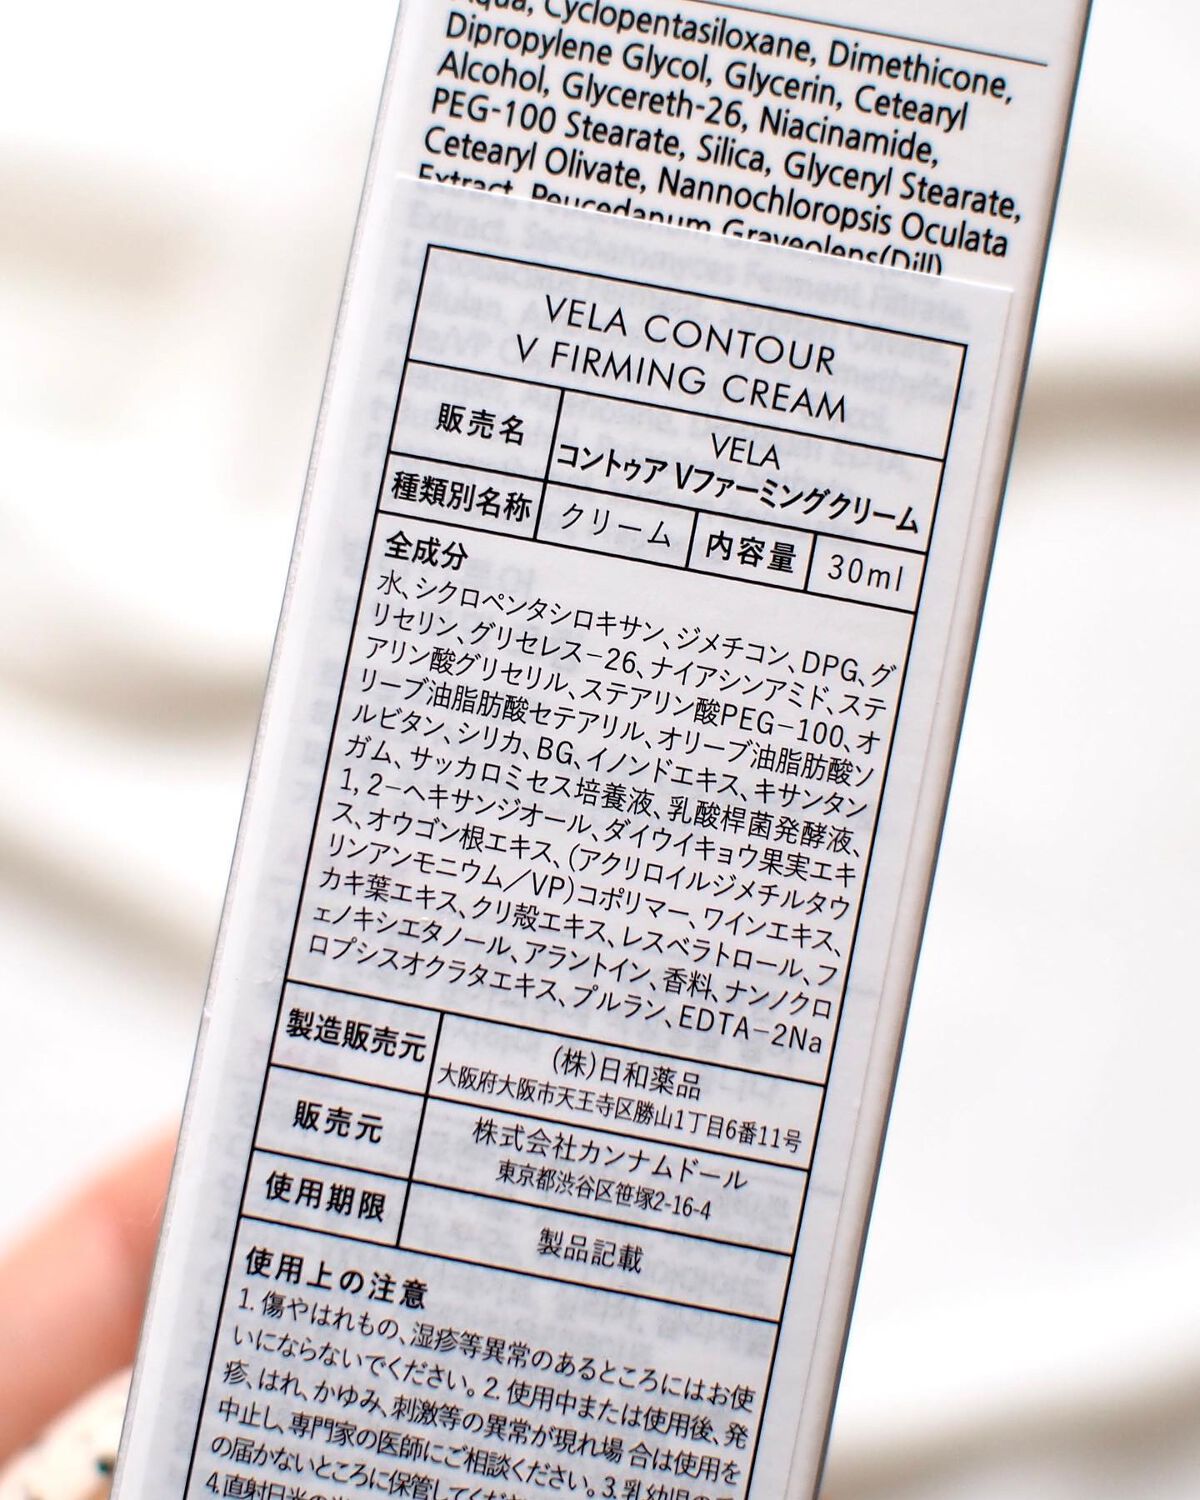 Aqua, Cyclopentasiloxane, Dimethicone,
Dipropylene Glycol, Glycerin, Cetearyl
Alcohol, Glycereth-26, Niacinamide,
PEG-100 Stearate, Silica, Glyceryl Stearate,
Cetearyl Olivate, Nannochloropsis Oculata
Extract, Peucedanum Graveolens(Dill)
VELA CONTOUR
V FIRMING CREAM
販売名
VELA
コントゥア Vファーミングクリーム
種類別名称 クリーム 内容量 30ml
全成分
水、シクロペンタシロキサン、ジメチコン、DPG、グ
リセリン、グリセレス-26、ナイアシンアミド、ステ
アリン酸グリセリル、ステアリン酸PEG-100、オ
リーブ油脂肪酸セテアリル、オリーブ油脂肪酸ソ
ルビタン、シリカ、BG、イノンドエキス、キサンタン
ガム、サッカロミセス培養液、乳酸桿菌発酵液、
1,2-ヘキサンジオール、ダイウイキョウ果実エキ
ス、オウゴン根エキス、(アクリロイルジメチルタウ
リンアンモニウム/VP)コポリマー、ワインエキス、
カキ葉エキス、クリ殻エキス、レスベラトロール、フ
ェノキシエタノール、アラントイン、香料、ナンノクロ
ロプシスオクラタエキス、プルラン、EDTA-2Na
製造販売元
(株)日和薬品
大阪府大阪市天王寺区勝山1丁目6番11号
販売元
株式会社カンナムドール
東京都渋谷区笹塚2-16-4
使用期限 製品記載
使用上の注意
1. 傷やはれもの、湿疹等異常のあるところにはお使
いにならないでください。2. 使用中または使用後、発
疹、はれ、かゆみ、刺激等の異常が現れ場 合は使用を
中止し、専門家の医師にご相談ください。3. 乳幼児の手
の届かないところに保管してくださ
4. 直射日光の